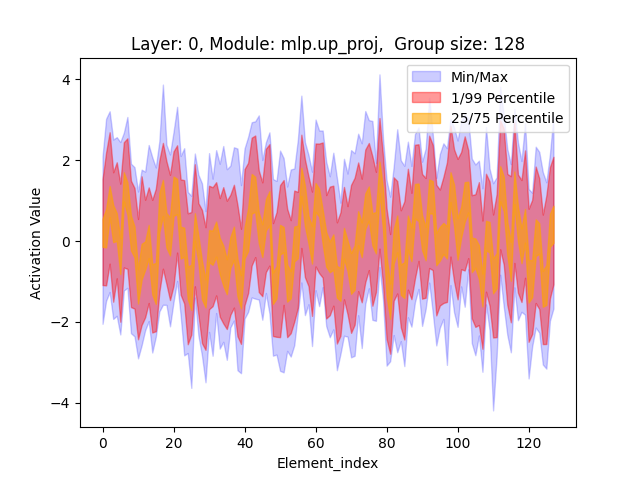 Layer: 0, Module: mlp.up_proj,  Group size: 128
Min/Max
1/99 Percentile
25/75 Percentile
Activation Value
4
2
0
−2
−4
0 20 40 60 80 100 120
Element_index